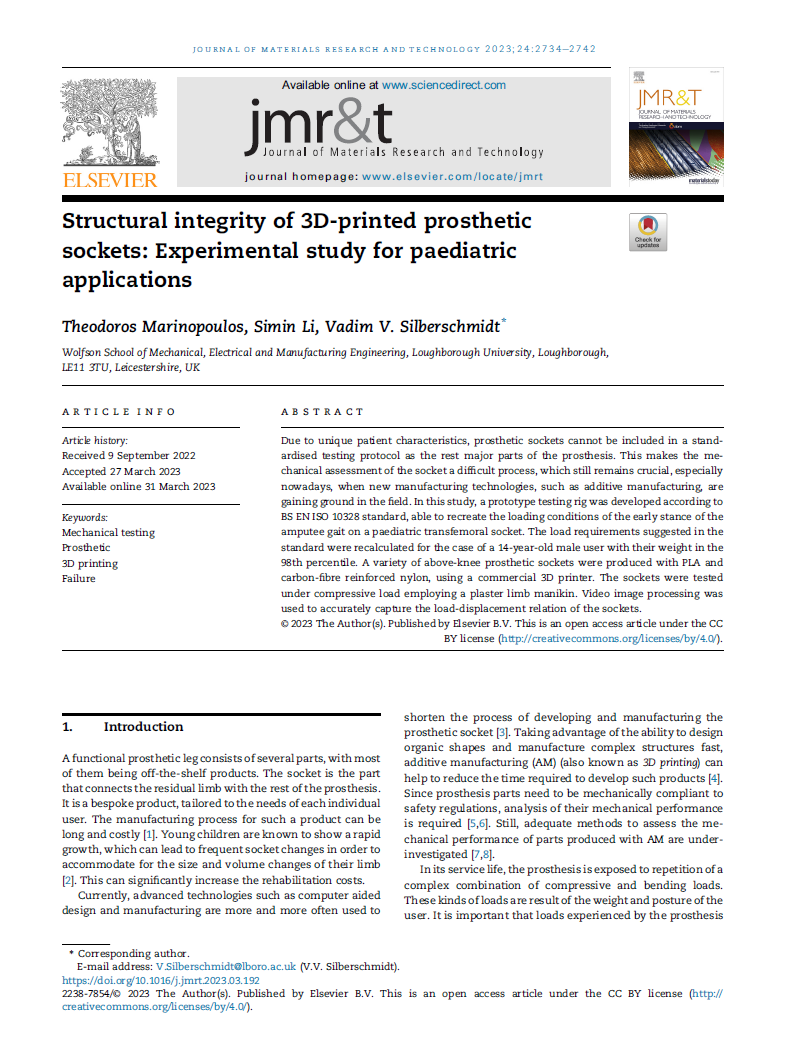 JOURNAL OF MATERIALS RESEARCH AND TECHNOLOGY 2023;24:2734–2742
Available online at www.sciencedirect.com
jmr&t
Journal of Materials Research and Technology
journal homepage: www.elsevier.com/locate/jmrt
ELSEVIER
JMR&T
JOURNAL OF MATERIALS
RESEARCH AND TECHNOLOGY
Structural integrity of 3D-printed prosthetic
sockets: Experimental study for paediatric
applications
Check for
updates
Theodoros Marinopoulos, Simin Li, Vadim V. Silberschmidt*
Wolfson School of Mechanical, Electrical and Manufacturing Engineering, Loughborough University, Loughborough,
LE11 3TU, Leicestershire, UK
ARTICLE INFO
Article history:
Received 9 September 2022
Accepted 27 March 2023
Available online 31 March 2023
Keywords:
Mechanical testing
Prosthetic
3D printing
Failure
ABSTRACT
Due to unique patient characteristics, prosthetic sockets cannot be included in a stand-
ardised testing protocol as the rest major parts of the prosthesis. This makes the me-
chanical assessment of the socket a difficult process, which still remains crucial, especially
nowadays, when new manufacturing technologies, such as additive manufacturing, are
gaining ground in the field. In this study, a prototype testing rig was developed according to
BS EN ISO 10328 standard, able to recreate the loading conditions of the early stance of the
amputee gait on a paediatric transfemoral socket. The load requirements suggested in the
standard were recalculated for the case of a 14-year-old male user with their weight in the
98th percentile. A variety of above-knee prosthetic sockets were produced with PLA and
carbon-fibre reinforced nylon, using a commercial 3D printer. The sockets were tested
under compressive load employing a plaster limb manikin. Video image processing was
used to accurately capture the load-displacement relation of the sockets.
© 2023 The Author(s). Published by Elsevier B.V. This is an open access article under the CC
BY license (http://creativecommons.org/licenses/by/4.0/).
1. Introduction
A functional prosthetic leg consists of several parts, with most
of them being off-the-shelf products. The socket is the part
that connects the residual limb with the rest of the prosthesis.
It is a bespoke product, tailored to the needs of each individual
user. The manufacturing process for such a product can be
long and costly [1]. Young children are known to show a rapid
growth, which can lead to frequent socket changes in order to
accommodate for the size and volume changes of their limb
[2]. This can significantly increase the rehabilitation costs.
Currently, advanced technologies such as computer aided
design and manufacturing are more and more often used to
shorten the process of developing and manufacturing the
prosthetic socket [3]. Taking advantage of the ability to design
organic shapes and manufacture complex structures fast,
additive manufacturing (AM) (also known as 3D printing) can
help to reduce the time required to develop such products [4].
Since prosthesis parts need to be mechanically compliant to
safety regulations, analysis of their mechanical performance
is required [5,6]. Still, adequate methods to assess the me-
chanical performance of parts produced with AM are under-
investigated [7,8].
In its service life, the prosthesis is exposed to repetition of a
complex combination of compressive and bending loads.
These kinds of loads are result of the weight and posture of the
user. It is important that loads experienced by the prosthesis
* Corresponding author.
E-mail address: V.Silberschmidt@lboro.ac.uk (V.V. Silberschmidt).
https://doi.org/10.1016/j.jmrt.2023.03.192
2238-7854/© 2023 The Author(s). Published by Elsevier B.V. This is an open access article under the CC BY license (http://
creativecommons.org/licenses/by/4.0/).